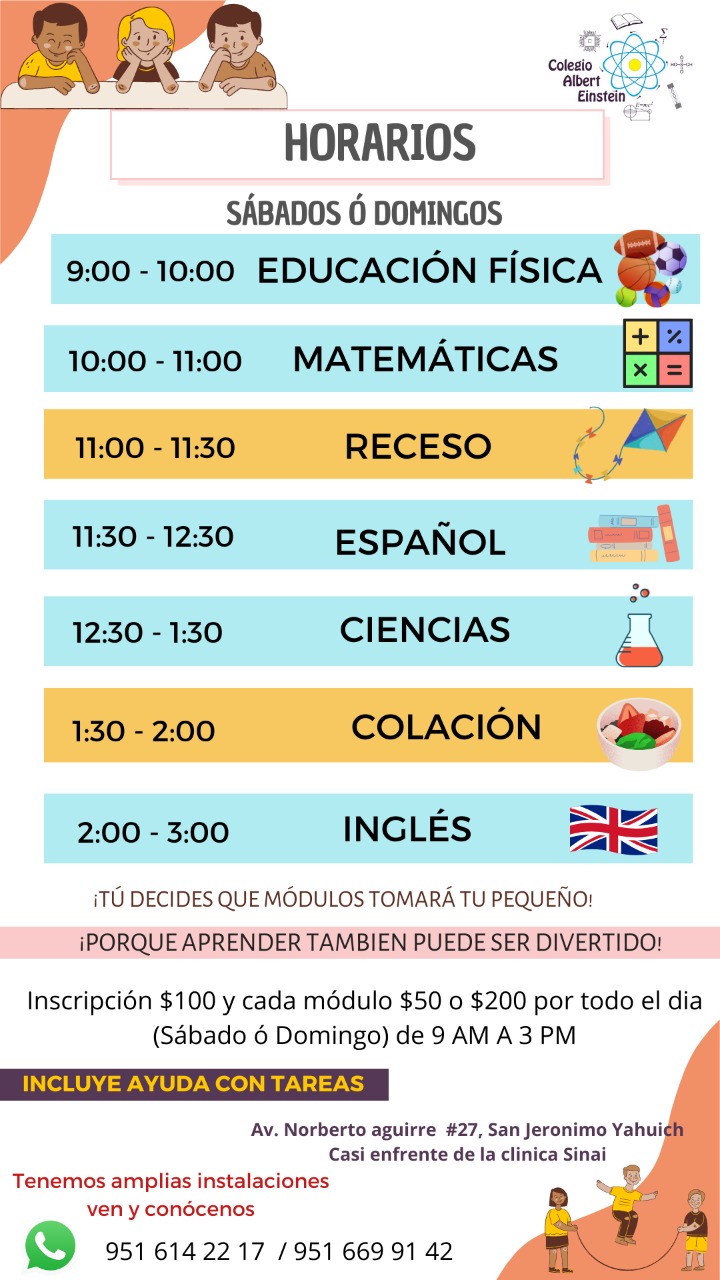 Colegio
Albert
Einstein
HORARIOS
SÁBADOS Ó DOMINGOS
9:00 - 10:00 EDUCACIÓN FÍSICA
10:00 - 11:00 MATEMÁTICAS
11:00 - 11:30 RECESO
11:30 - 12:30 ESPAÑOL
12:30 - 1:30 CIENCIAS
1:30 - 2:00 COLACIÓN
2:00 - 3:00 INGLÉS
¡TÚ DECIDES QUE MÓDULOS TOMARÁ TU PEQUEÑO!
¡PORQUE APRENDER TAMBIEN PUEDE SER DIVERTIDO!
Inscripción $100 y cada módulo $50 o $200 por todo el dia
(Sábado ó Domingo) de 9 AM A 3 PM
INCLUYE AYUDA CON TAREAS
Av. Norberto aguirre #27, San Jeronimo Yahuich
Casi enfrente de la clinica Sinai
Tenemos amplias instalaciones
ven y conócenos
951 614 22 17 / 951 669 91 42